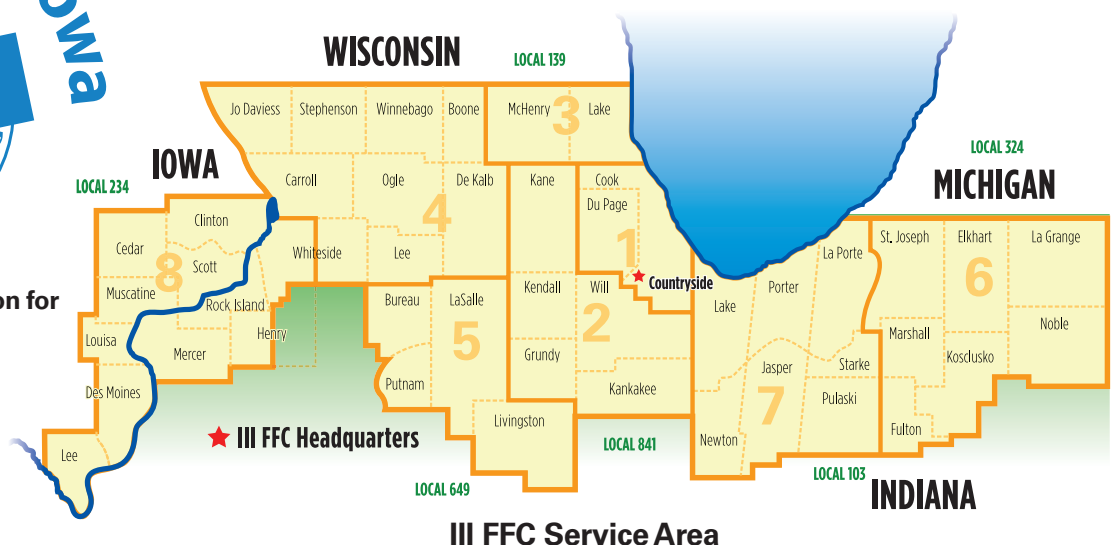 owa
WISCONSIN
LOCAL 139
Jo Daviess Stephenson Winnebago Boone McHenry 3 Lake
LOCAL 324
IOWA
MICHIGAN
LOCAL 234
Carroll Ogle De Kalb Kane Cook
Du Page
Clinton 4 1 St. Joseph Elkhart La Grange
Cedar Whiteside Lee La Porte
8 Scott 6
Countryside
on for Muscatine Rock Island Bureau LaSalle Kendall Will Lake Porter
2
Louisa Henry 5 Marshall Noble
Mercer Grundy Kosclusko
Jasper Starke
Des Moines Putnam Kankakee Pulaski
7
Livingston Fulton
III FFC Headquarters Newton
LOCAL 841
Lee
LOCAL 103
LOCAL 649 INDIANA
III FFC Service Area